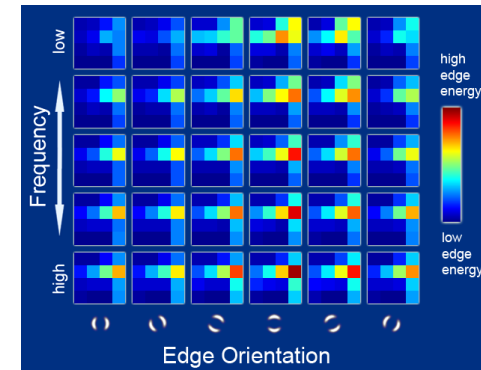 low
high
edge
energy
Frequency
low
edge
energy
high
Edge Orientation